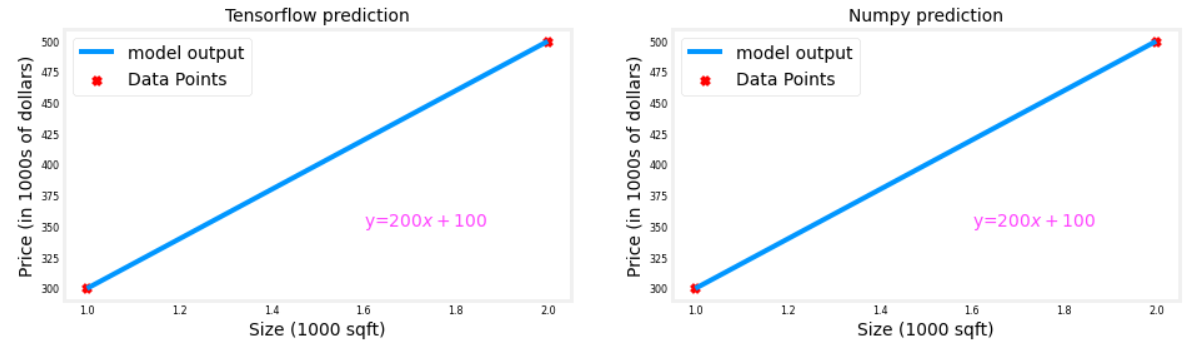 Tensorflow prediction
500
475
450
425
400
375
350
325
300
Price (in 1000s of dollars)
model output
Data Points
y=200x + 100
1.0 1.2 1.4 1.6 1.8 2.0
Size (1000 sqft)
Numpy prediction
500
475
450
425
400
375
350
325
300
Price (in 1000s of dollars)
model output
Data Points
y=200x + 100
1.0 1.2 1.4 1.6 1.8 2.0
Size (1000 sqft)